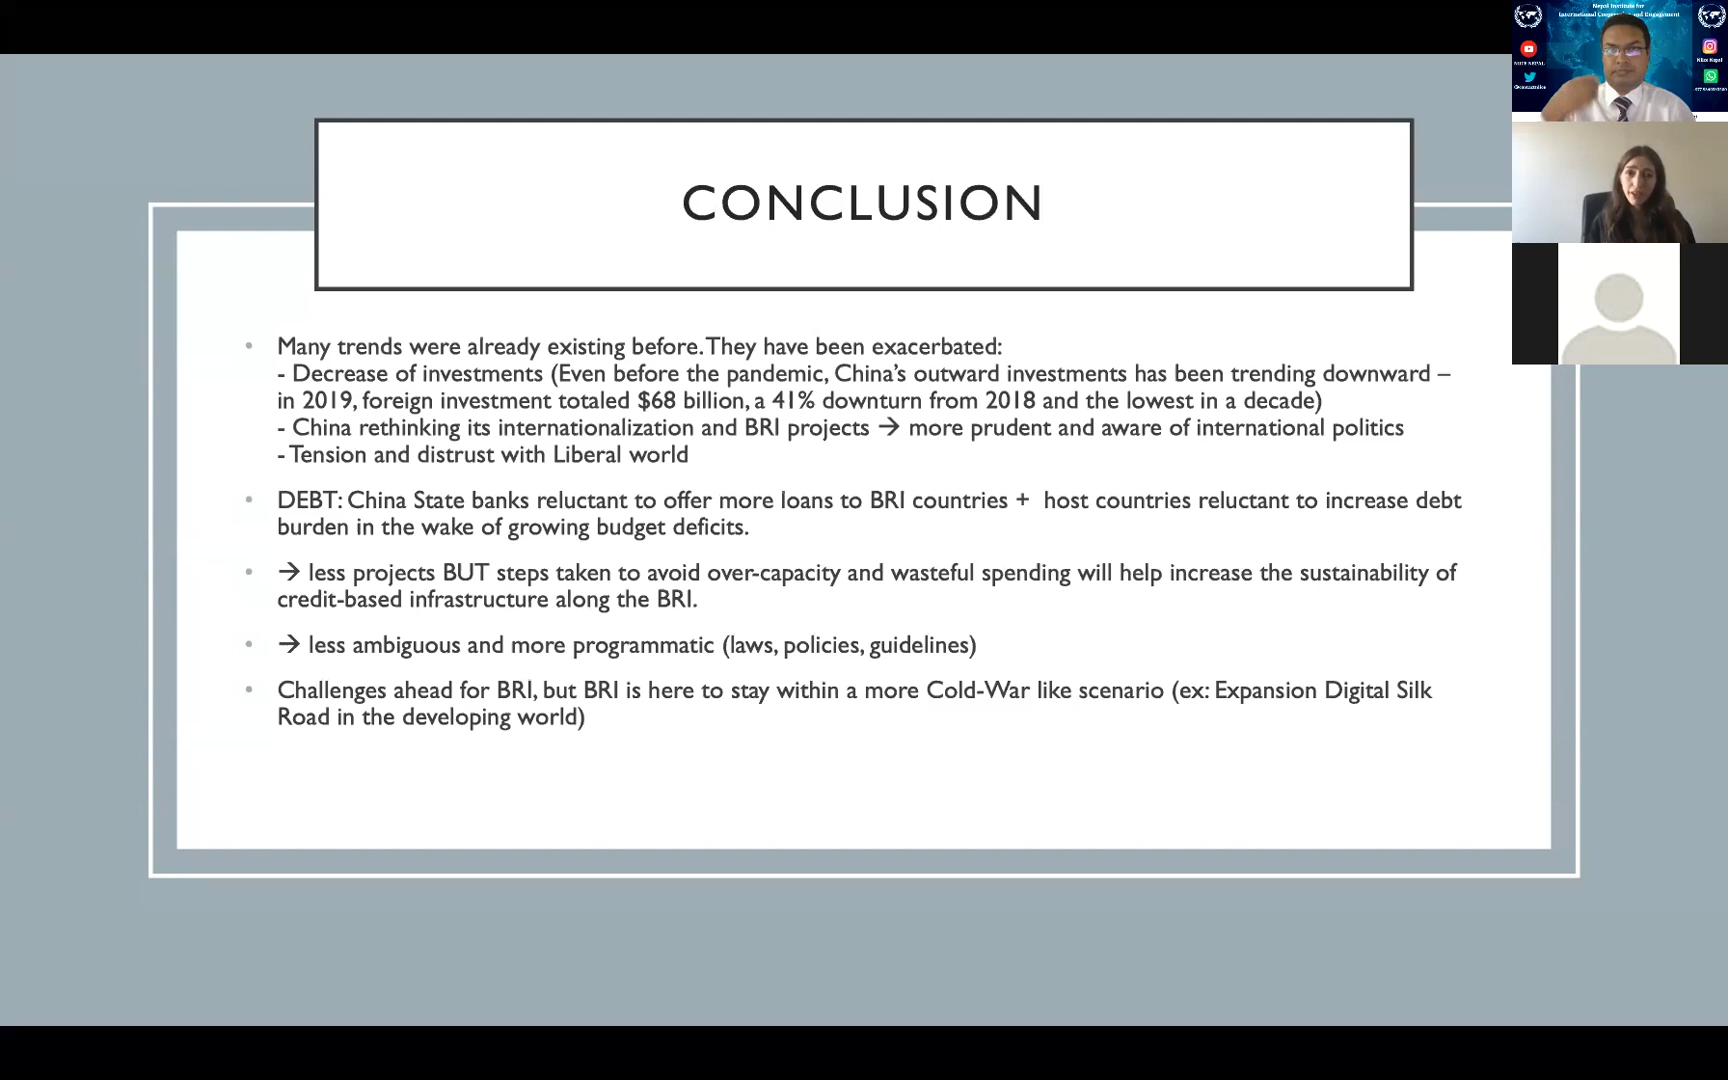 CONCLUSION
• Many trends were already existing before. They have been exacerbated:
- Decrease of investments (Even before the pandemic, China’s outward investments has been trending downward –
in 2019, foreign investment totaled $68 billion, a 41% downturn from 2018 and the lowest in a decade)
- China rethinking its internationalization and BRI projects → more prudent and aware of international politics
- Tension and distrust with Liberal world
• DEBT: China State banks reluctant to offer more loans to BRI countries + host countries reluctant to increase debt
burden in the wake of growing budget deficits.
• → less projects BUT steps taken to avoid over-capacity and wasteful spending will help increase the sustainability of
credit-based infrastructure along the BRI.
• → less ambiguous and more programmatic (laws, policies, guidelines)
• Challenges ahead for BRI, but BRI is here to stay within a more Cold-War like scenario (ex: Expansion Digital Silk
Road in the developing world)
Nepal Institute for
International and Engagement